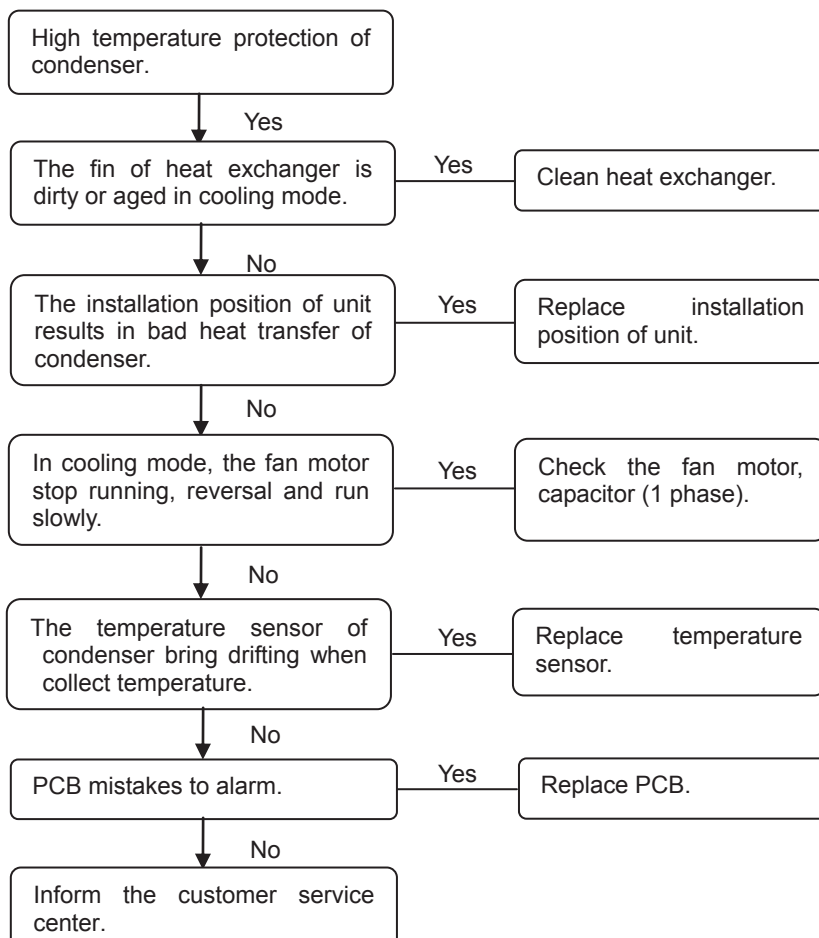 High temperature protection of
condenser.
Yes
The fin of heat exchanger is
dirty or aged in cooling mode.
Yes
Clean heat exchanger.
No
The installation position of unit
results in bad heat transfer of
condenser.
Yes
Replace installation
position of unit.
No
In cooling mode, the fan motor
stop running, reversal and run
slowly.
Yes
Check the fan motor,
capacitor (1 phase).
No
The temperature sensor of
condenser bring drifting when
collect temperature.
Yes
Replace temperature
sensor.
No
PCB mistakes to alarm.
Yes
Replace PCB.
No
Inform the customer service
center.